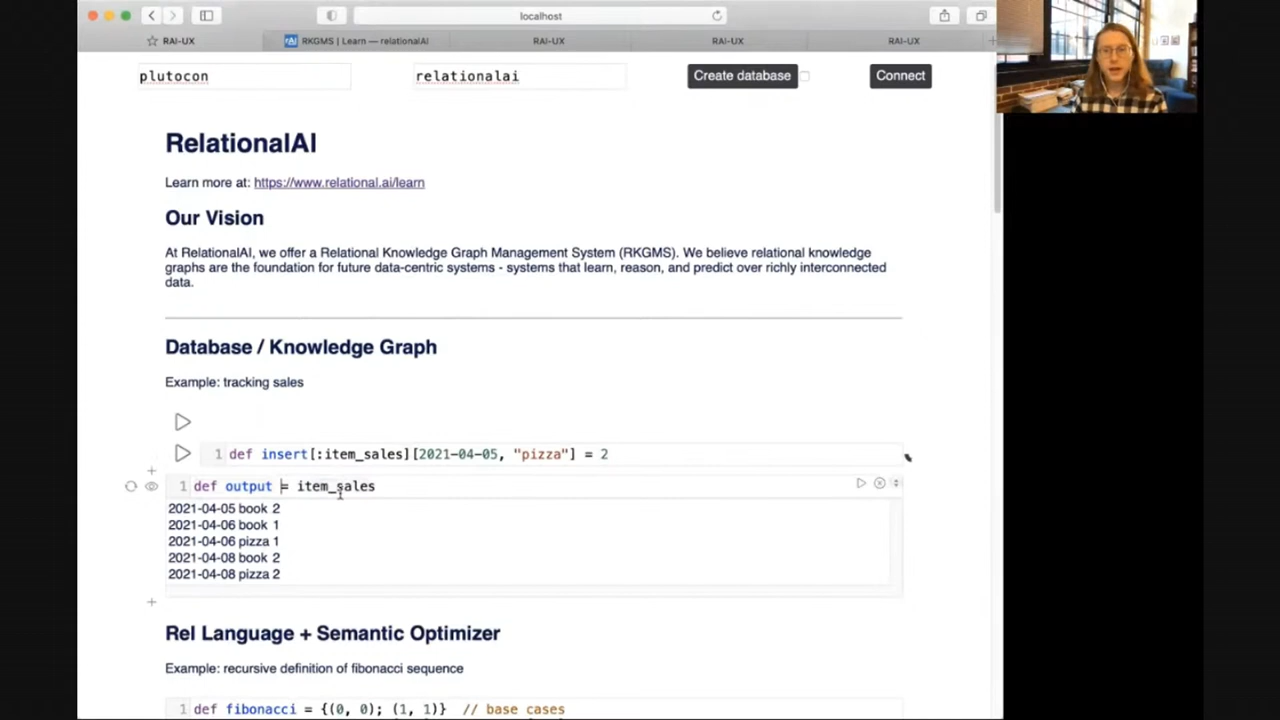 localhost
RAI-UX
RKGMS | Learn — relationalAI
RAI-UX
RAI-UX
RAI-UX
plutocon
relationalai
Create database
Connect
RelationalAI
Learn more at: https://www.relational.ai/learn
Our Vision
At RelationalAI, we offer a Relational Knowledge Graph Management System (RKGMS). We believe relational knowledge
graphs are the foundation for future data-centric systems - systems that learn, reason, and predict over richly interconnected
data.
Database / Knowledge Graph
Example: tracking sales
1 def insert[:item_sales][2021-04-05, "pizza"] = 2
1 def output = item_sales
2021-04-05 book 2
2021-04-06 book 1
2021-04-06 pizza 1
2021-04-08 book 2
2021-04-08 pizza 2
Rel Language + Semantic Optimizer
Example: recursive definition of fibonacci sequence
1 def fibonacci = {(0, 0); (1, 1)} // base cases